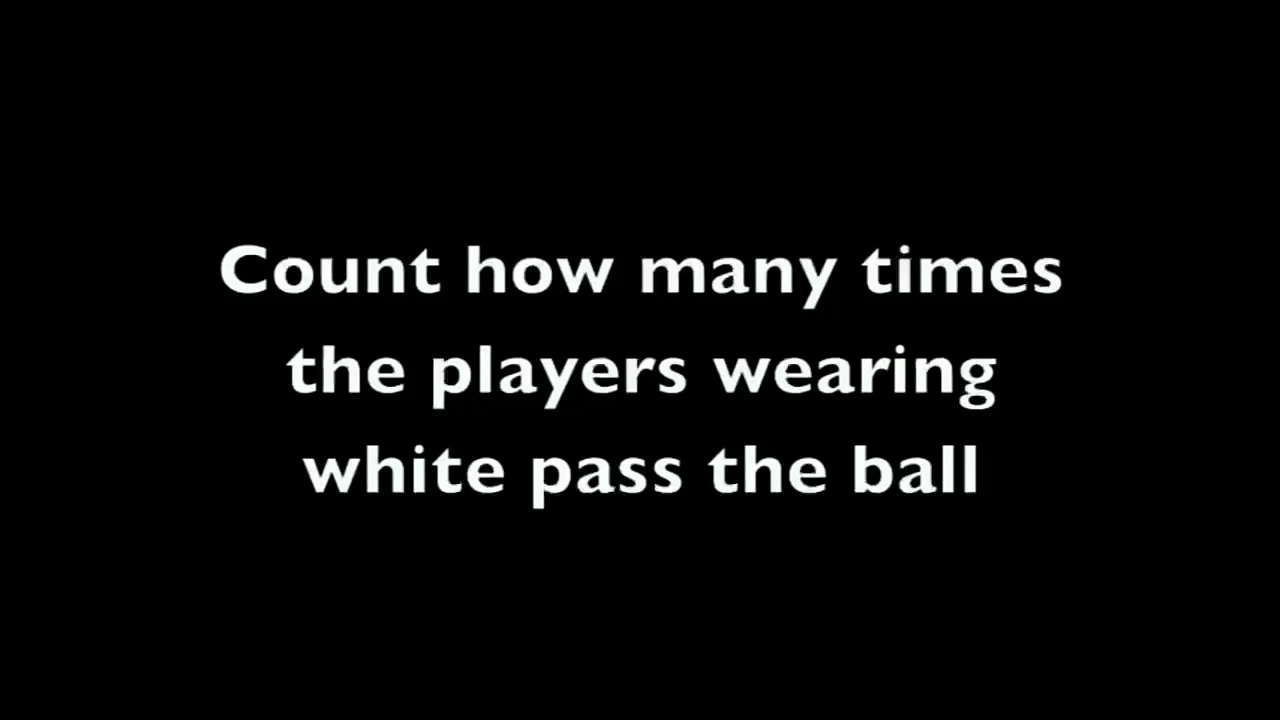 Count how many times
the players wearing
white pass the ball